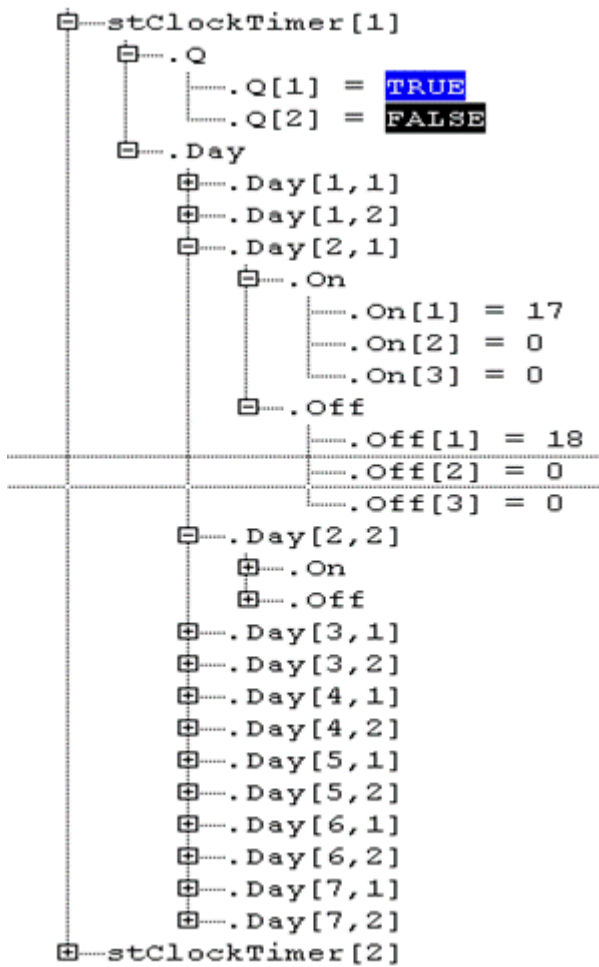 stClockTimer[1]
.Q
.Q[1] = TRUE
.Q[2] = FALSE
.Day
.Day[1,1]
.Day[1,2]
.Day[2,1]
.On
.On[1] = 17
.On[2] = 0
.On[3] = 0
.Off
.Off[1] = 18
.Off[2] = 0
.Off[3] = 0
.Day[2,2]
.On
.Off
.Day[3,1]
.Day[3,2]
.Day[4,1]
.Day[4,2]
.Day[5,1]
.Day[5,2]
.Day[6,1]
.Day[6,2]
.Day[7,1]
.Day[7,2]
stClockTimer[2]